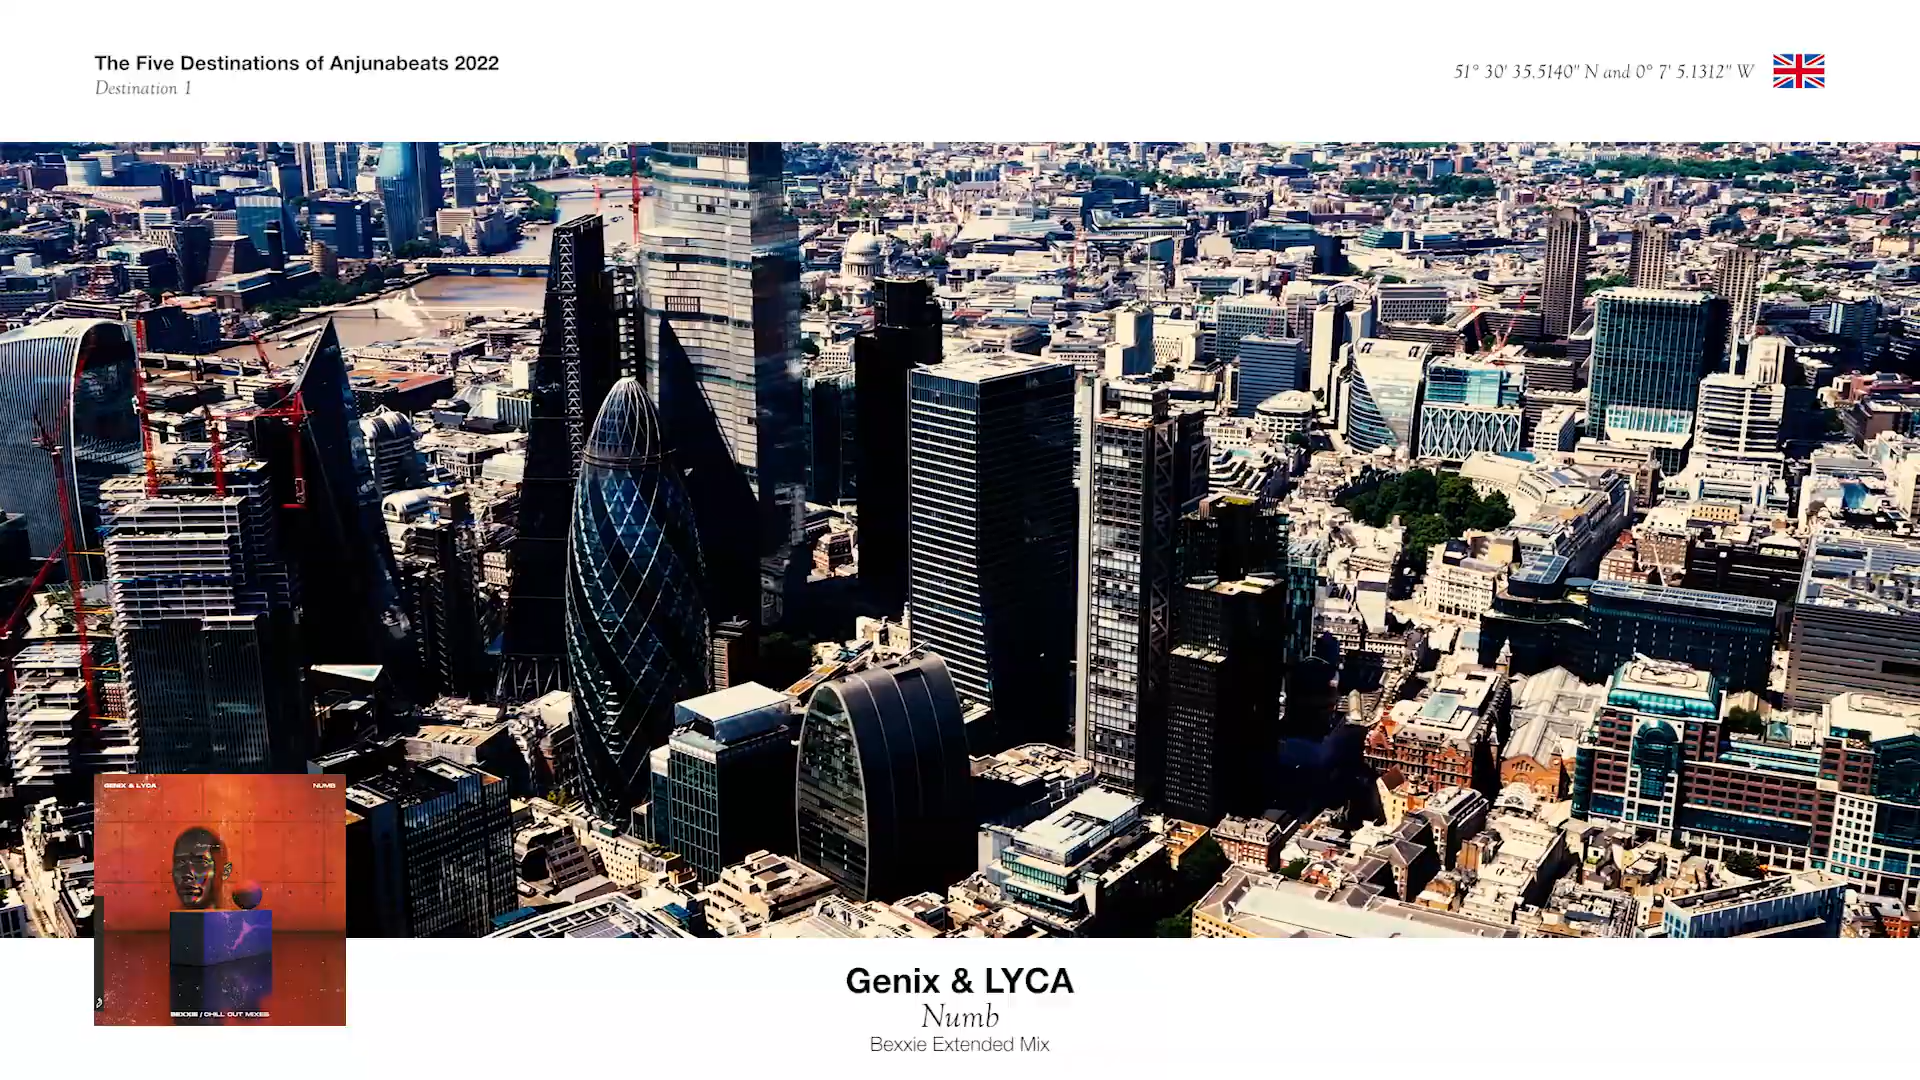 The Five Destinations of Anjunabeats 2022
Destination 1
51° 30' 35.5140" N and 0° 7' 5.1312" W
GENIX & LYCA
NUMB
BEXXIE / CHILL OUT MIXES
Genix & LYCA
Numb
Bexxie Extended Mix